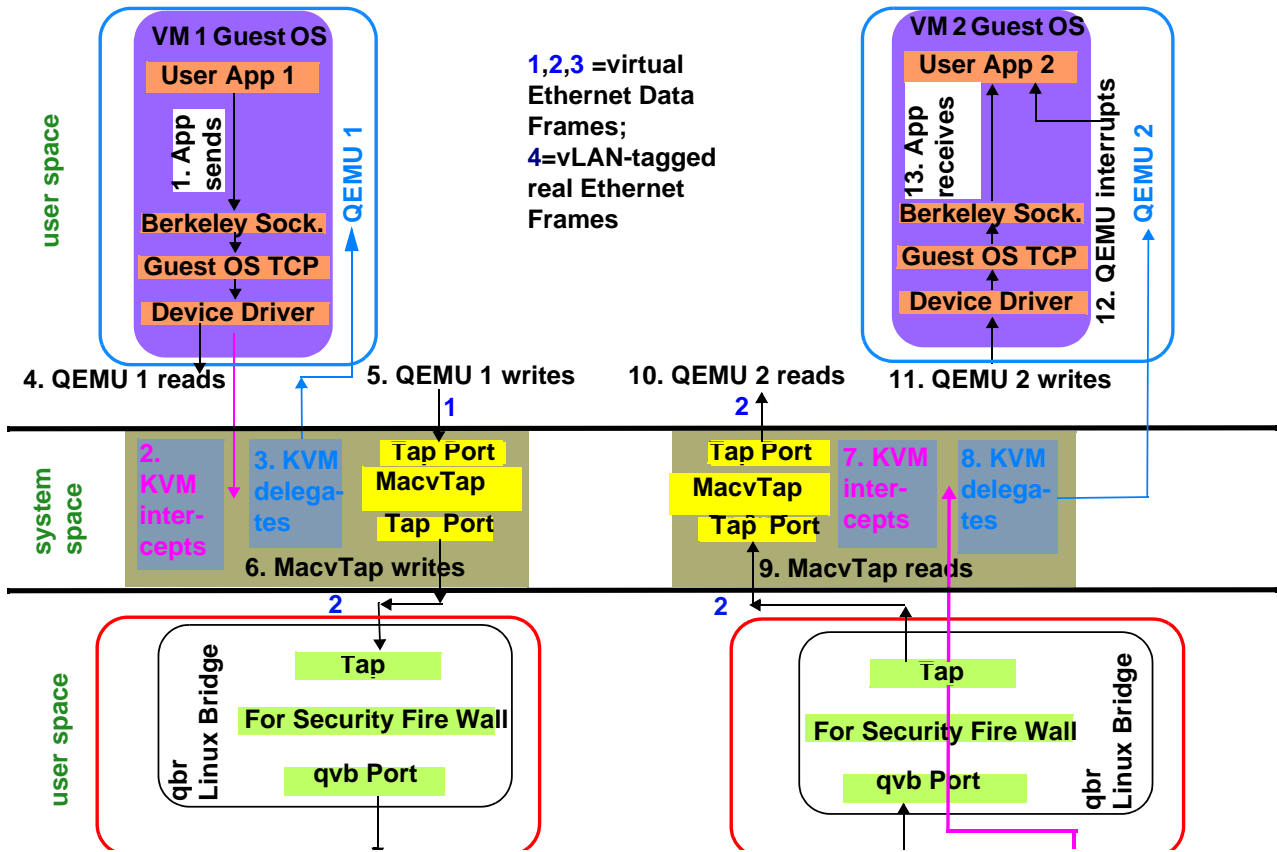 VM 1 Guest OS
User App 1
1. App
sends
Berkeley Sock.
Guest OS TCP
Device Driver
QEMU 1
user space
1,2,3 =virtual
Ethernet Data
Frames;
4=vLAN-tagged
real Ethernet
Frames
VM 2 Guest OS
User App 2
13. App
receives
Berkeley Sock.
Guest OS TCP
Device Driver
12. QEMU interrupts
QEMU 2
4. QEMU 1 reads
5. QEMU 1 writes
10. QEMU 2 reads
11. QEMU 2 writes
1
2
system
space
2.
KVM
inter-
cepts
3. KVM
delega-
tes
Tap Port
MacvTap
Tap Port
6. MacvTap writes
Tap Port
MacvTap
Tap Port
7. KVM
inter-
cepts
8. KVM
delega-
tes
9. MacvTap reads
2
2
user space
qbr
Linux Bridge
Tap
For Security Fire Wall
qvb Port
Tap
For Security Fire Wall
qvb Port
qbr
Linux Bridge